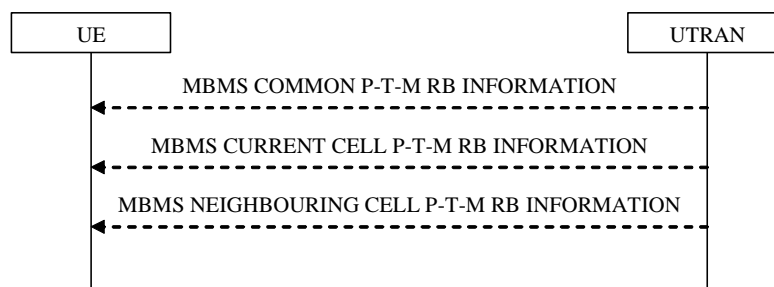 UE
UTRAN
MBMS COMMON P-T-M RB INFORMATION
MBMS CURRENT CELL P-T-M RB INFORMATION
MBMS NEIGHBOURING CELL P-T-M RB INFORMATION